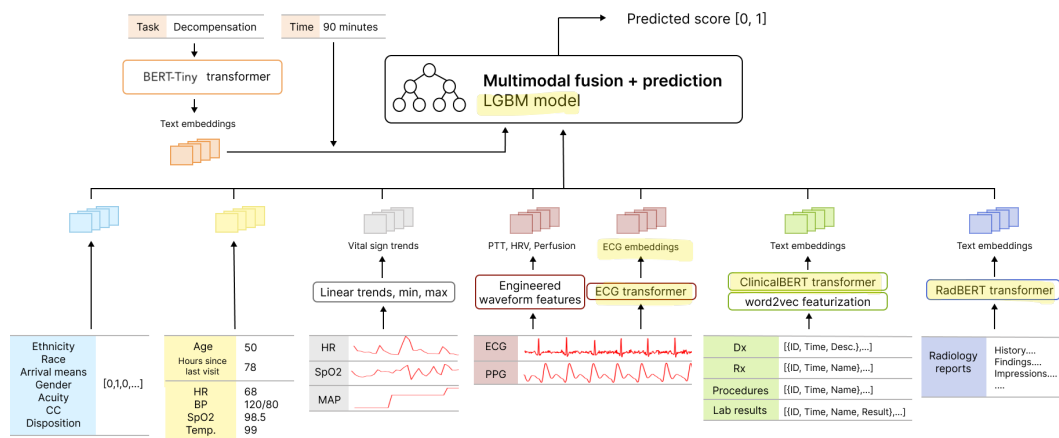 Predicted score [0, 1]
Task Decompensation
Time 90 minutes
BERT-Tiny transformer
Text embeddings
Multimodal fusion + prediction
LGBM model
Vital sign trends
PTT, HRV, Perfusion
ECG embeddings
Text embeddings
Text embeddings
Linear trends, min, max
Engineered
waveform features
ECG transformer
ClinicalBERT transformer
word2vec featurization
RadBERT transformer
Ethnicity
Race
Arrival means
Gender
Acuity
CC
Disposition
[0,1,0,...]
Age 50
Hours since
last visit
78
HR 68
BP 120/80
SpO2 98.5
Temp. 99
HR
SpO2
MAP
ECG
PPG
Dx [{ID, Time, Desc.},...]
Rx [{ID, Time, Name},...]
Procedures [{ID, Time, Name},...]
Lab results [{ID, Time, Name, Result},...]
Radiology
reports
History....
Findings....
Impressions....
....